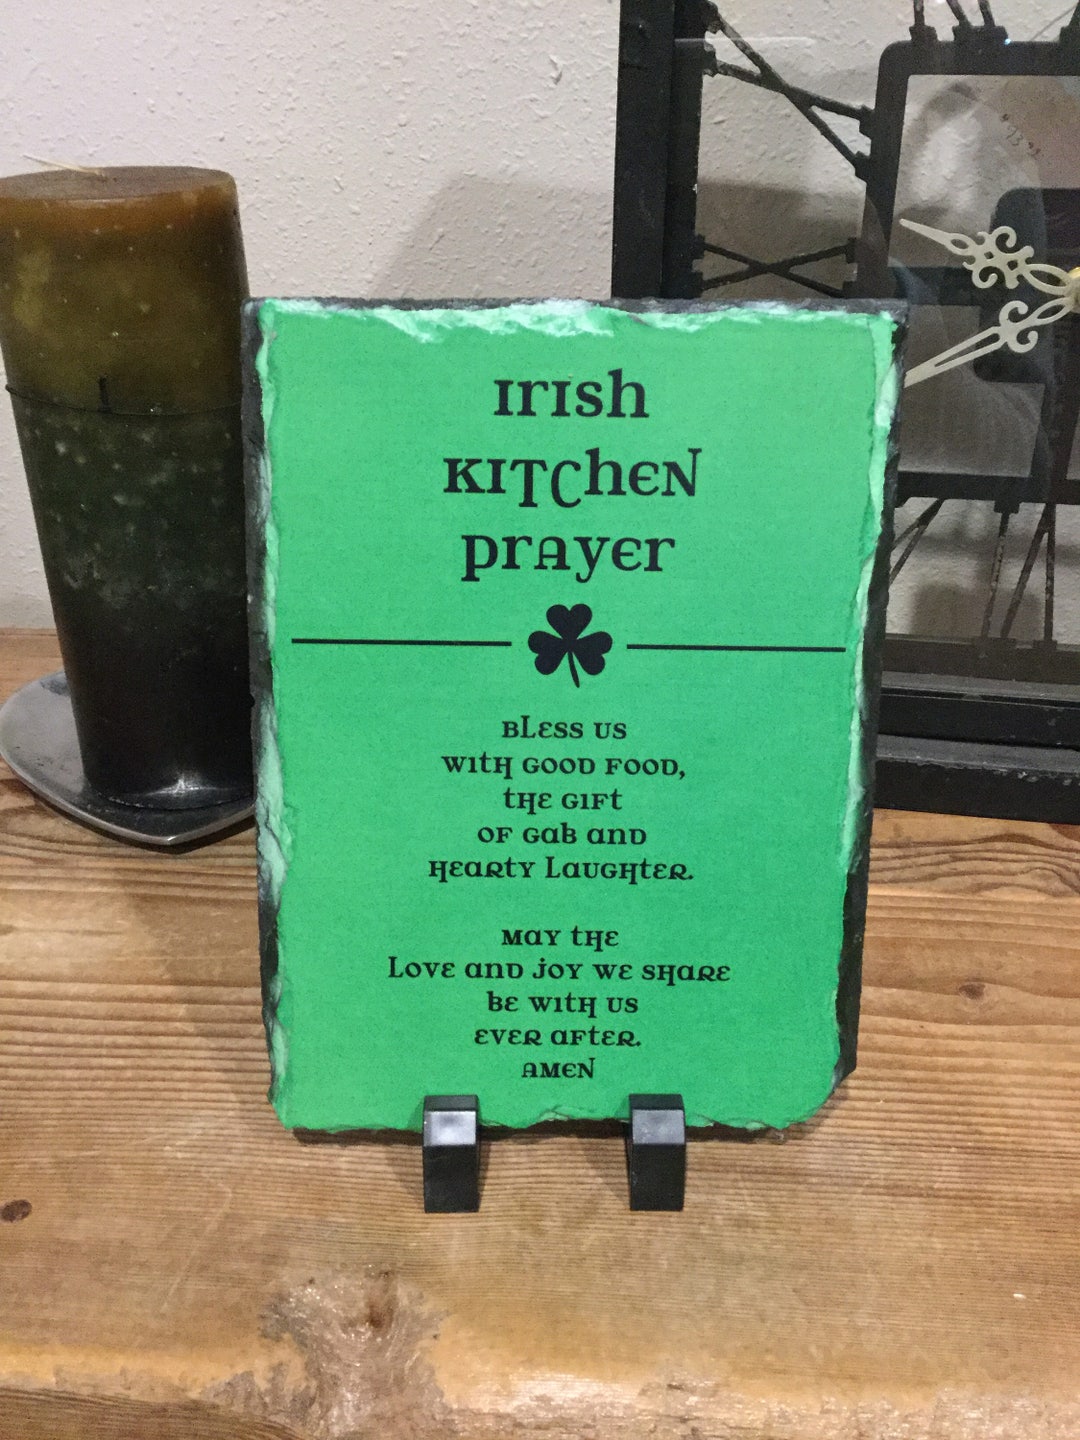 Irish
Kitchen
Prayer
Bless us
with good food,
the gift
of gab and
hearty laughter.
May the
love and joy we share
be with us
ever after.
Amen